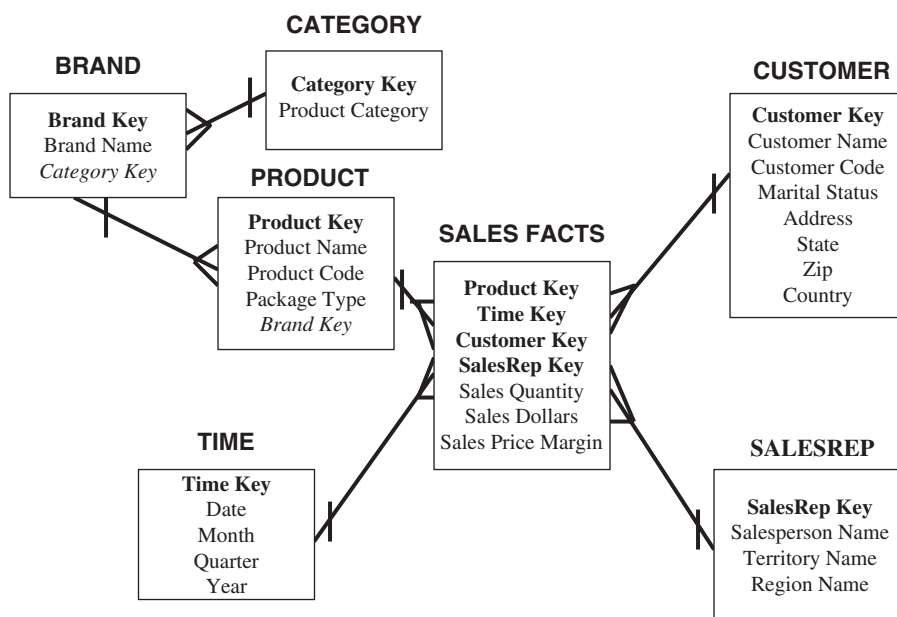 CATEGORY
Category Key
Product Category
BRAND
Brand Key
Brand Name
Category Key
PRODUCT
Product Key
Product Name
Product Code
Package Type
Brand Key
SALES FACTS
Product Key
Time Key
Customer Key
SalesRep Key
Sales Quantity
Sales Dollars
Sales Price Margin
CUSTOMER
Customer Key
Customer Name
Customer Code
Marital Status
Address
State
Zip
Country
TIME
Time Key
Date
Month
Quarter
Year
SALESREP
SalesRep Key
Salesperson Name
Territory Name
Region Name